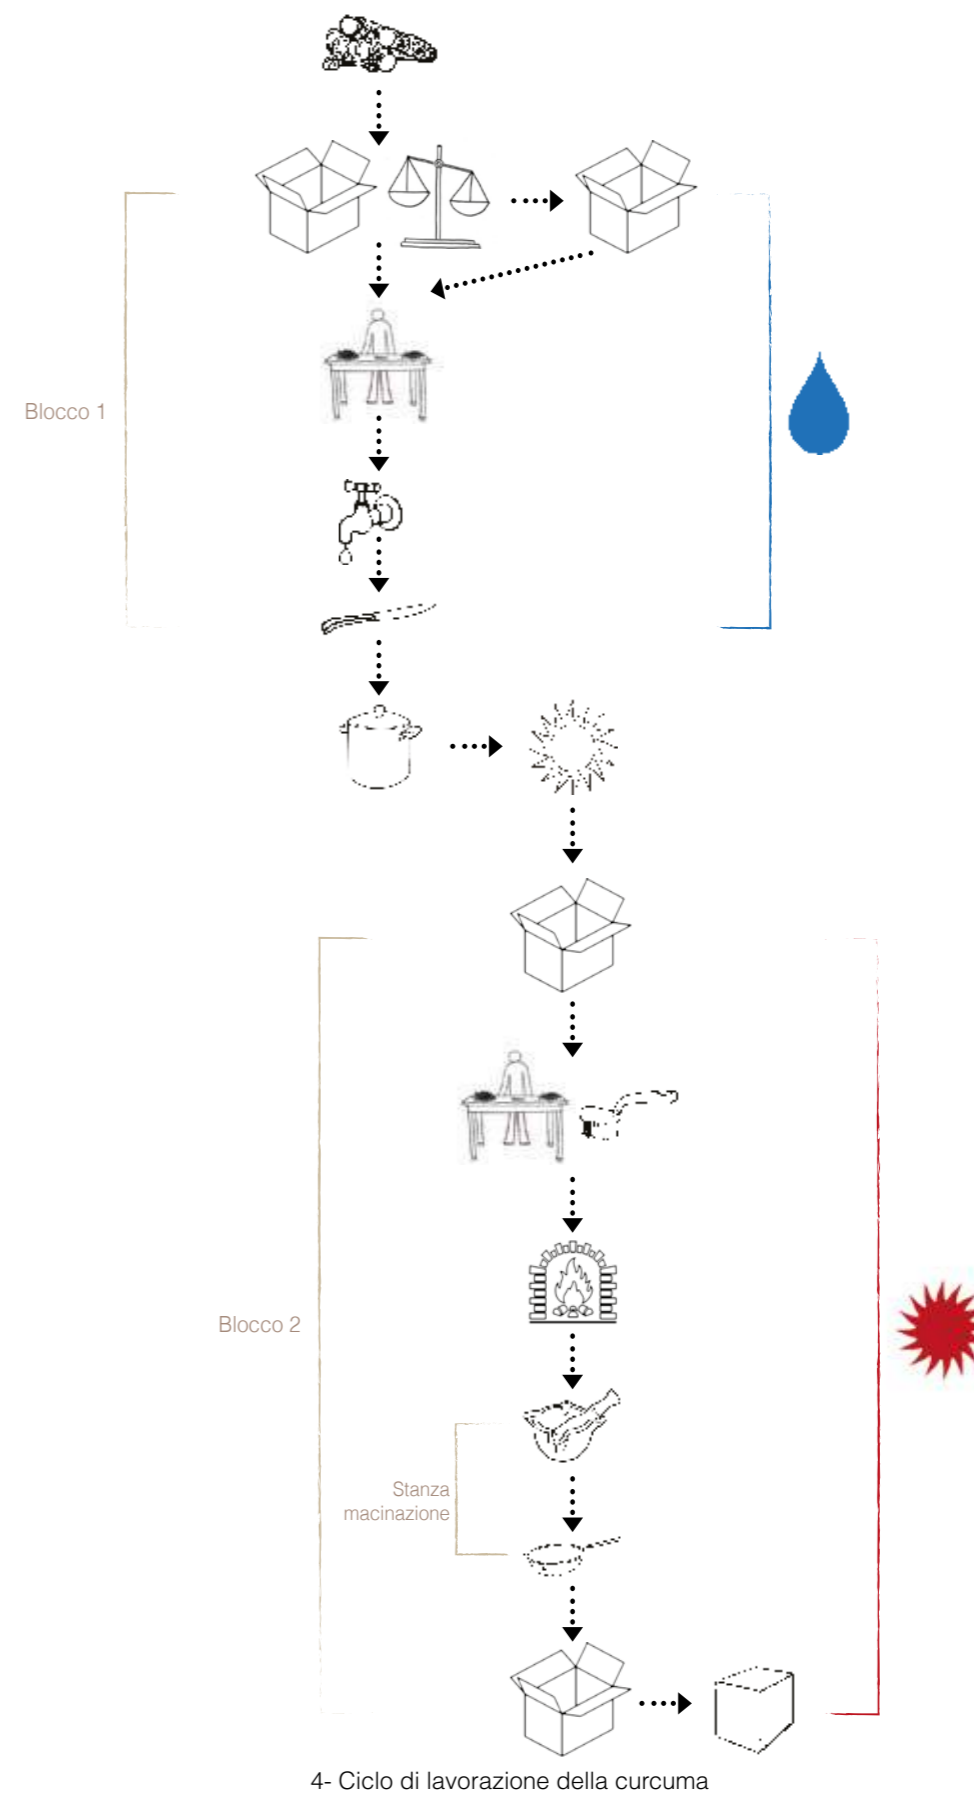 Blocco 1
Blocco 2
Stanza
macinazione
4- Ciclo di lavorazione della curcuma